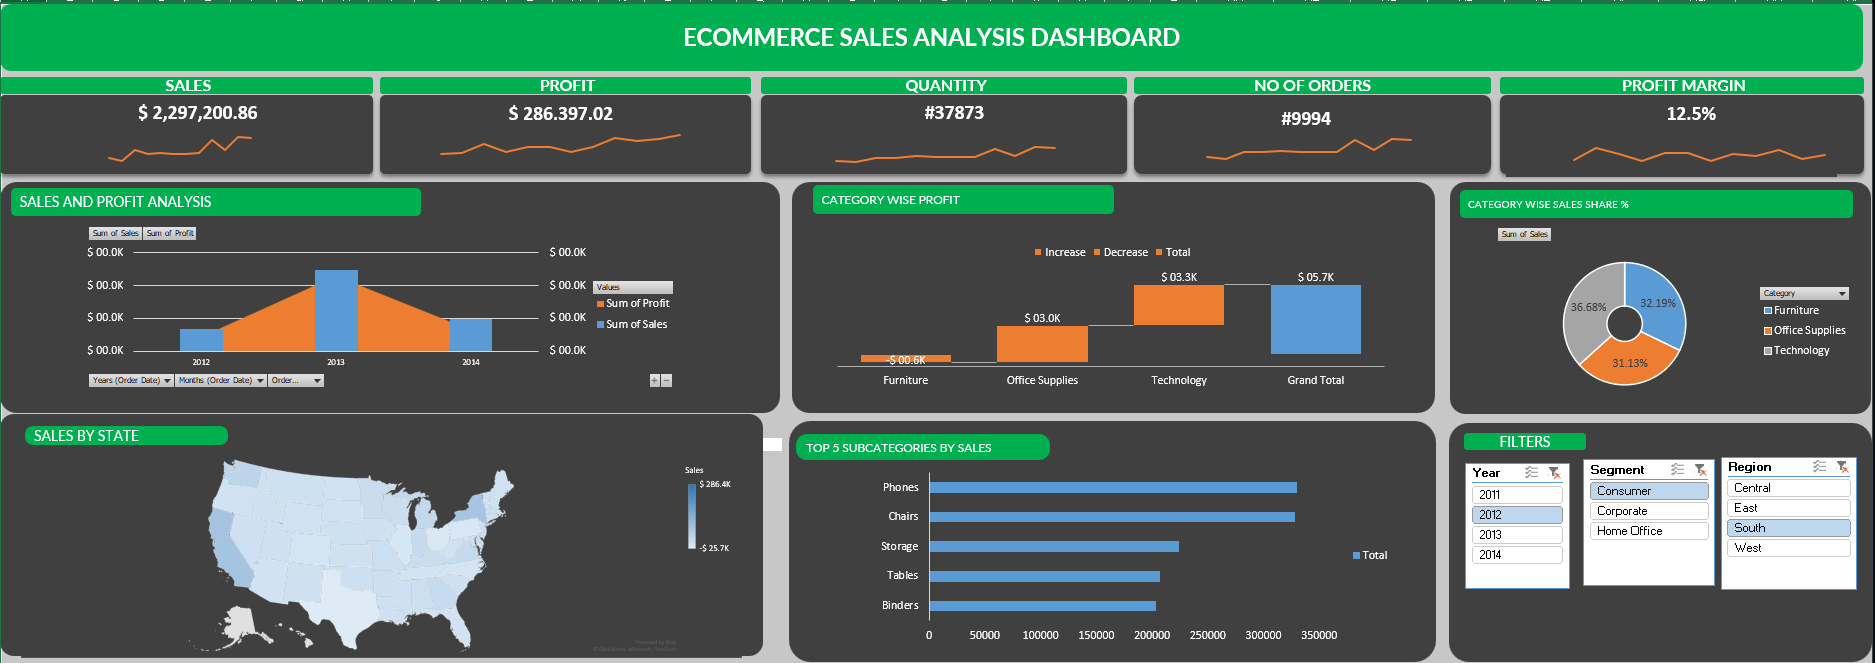 ECOMMERCE SALES ANALYSIS DASHBOARD
SALES
$ 2,297,200.86
PROFIT
$ 286.397.02
QUANTITY
#37873
NO OF ORDERS
#9994
PROFIT MARGIN
12.5%
SALES AND PROFIT ANALYSIS
Sum of Sales Sum of Profit
$ 00.0K
$ 00.0K
$ 00.0K
$ 00.0K
$ 00.0K
$ 00.0K
$ 00.0K
$ 00.0K
2012 2013 2014
Values
Sum of Profit
Sum of Sales
Years (Order Date) Months (Order Date) Order...
+ −
CATEGORY WISE PROFIT
Increase Decrease Total
-$ 00.6K
$ 03.0K
$ 03.3K
$ 05.7K
Furniture Office Supplies Technology Grand Total
CATEGORY WISE SALES SHARE %
Sum of Sales
36.68%
32.19%
31.13%
Category
Furniture
Office Supplies
Technology
SALES BY STATE
Sales
$ 286.4K
-$ 25.7K
Powered by Bing
TOP 5 SUBCATEGORIES BY SALES
Phones
Chairs
Storage
Tables
Binders
0 50000 100000 150000 200000 250000 300000 350000
Total
FILTERS
Year
2011
2012
2013
2014
Segment
Consumer
Corporate
Home Office
Region
Central
East
South
West